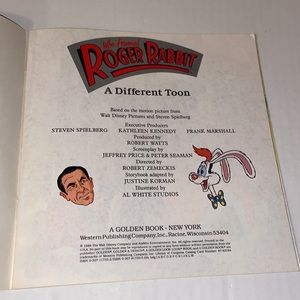 Who Framed
ROGER RABBIT
A Different Toon
Based on the motion picture from
Walt Disney Pictures and Steven Spielberg
Executive Producers
STEVEN SPIELBERG KATHLEEN KENNEDY FRANK MARSHALL
Produced by
ROBERT WATTS
Screenplay by
JEFFREY PRICE & PETER SEAMAN
Directed by
ROBERT ZEMECKIS
Storybook adapted by
JUSTINE KORMAN
Illustrated by
AL WHITE STUDIOS
A GOLDEN BOOK • NEW YORK
Western Publishing Company, Inc., Racine, Wisconsin 53404